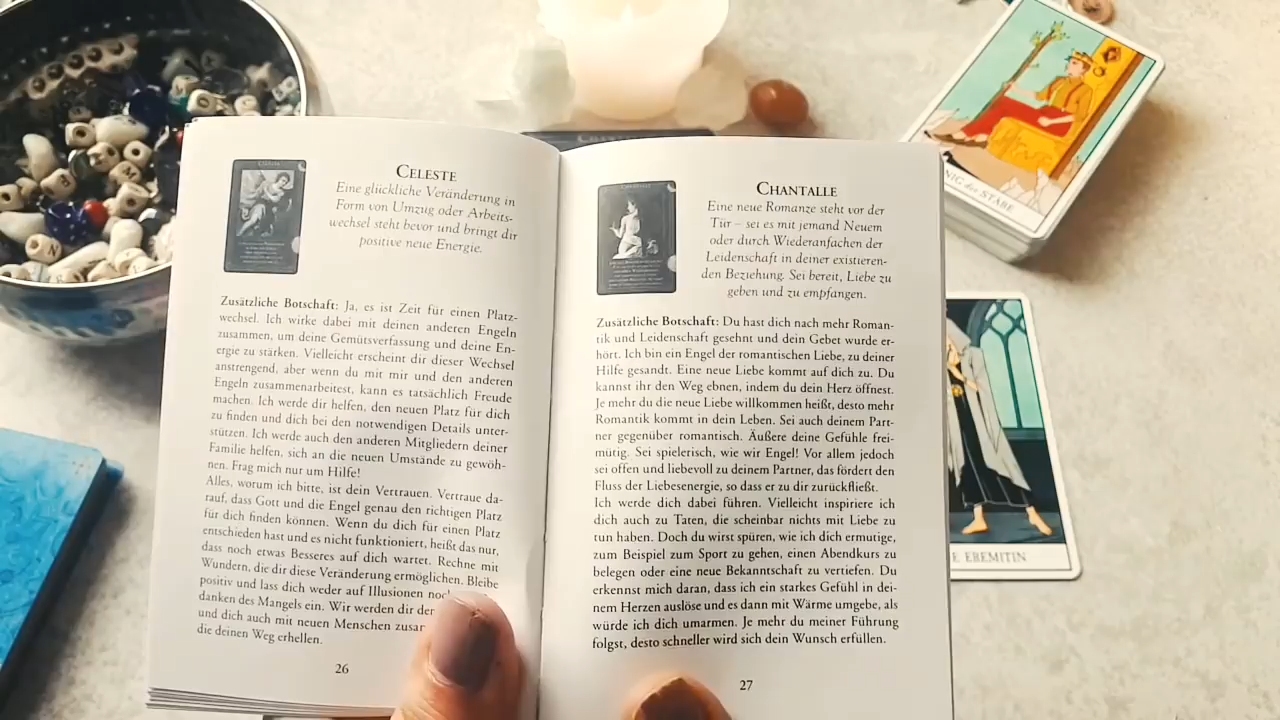 CELESTE
Eine glückliche Veränderung in
Form von Umzug oder Arbeits-
wechsel steht bevor und bringt dir
positive neue Energie.
Zusätzliche Botschaft: Ja, es ist Zeit für einen Platz-
wechsel. Ich wirke dabei mit deinen anderen Engeln
zusammen, um deine Gemütsverfassung und deine En-
ergie zu stärken. Vielleicht erscheint dir dieser Wechsel
anstrengend, aber wenn du mit mir und den anderen
Engeln zusammenarbeitest, kann es tatsächlich Freude
machen. Ich werde dir helfen, den neuen Platz für dich
zu finden und dich bei den notwendigen Details unter-
stützen. Ich werde auch den anderen Mitgliedern deiner
Familie helfen, sich an die neuen Umstände zu gewöh-
nen. Frag mich nur um Hilfe!
Alles, worum ich bitte, ist dein Vertrauen. Vertraue da-
rauf, dass Gott und die Engel genau den richtigen Platz
für dich finden können. Wenn du dich für einen Platz
entschieden hast und es nicht funktioniert, heißt das nur,
dass noch etwas Besseres auf dich wartet. Rechne mit
Wundern, die dir diese Veränderung ermöglichen. Bleibe
positiv und lass dich weder auf Illusionen
danken des Mangels ein. Wir werden dir
und dich auch mit neuen Menschen
die deinen Weg erhellen.
26
CHANTALLE
Eine neue Romanze steht vor der
Tür – sei es mit jemand Neuem
oder durch Wiederanfachen der
Leidenschaft in deiner existieren-
den Beziehung. Sei bereit, Liebe zu
geben und zu empfangen.
Zusätzliche Botschaft: Du hast dich nach mehr Roman-
tik und Leidenschaft gesehnt und dein Gebet wurde er-
hört. Ich bin ein Engel der romantischen Liebe, zu deiner
Hilfe gesandt. Eine neue Liebe kommt auf dich zu. Du
kannst ihr den Weg ebnen, indem du dein Herz öffnest.
Je mehr du die neue Liebe willkommen heißt, desto mehr
Romantik kommt in dein Leben. Sei auch deinem Part-
ner gegenüber romantisch. Äußere deine Gefühle frei-
mütig. Sei spielerisch, wie wir Engel! Vor allem jedoch
sei offen und liebevoll zu deinem Partner, das fördert den
Fluss der Liebesenergie, so dass er zu dir zurückfließt.
Ich werde dich dabei führen. Vielleicht inspiriere ich
dich auch zu Taten, die scheinbar nichts mit Liebe zu
tun haben. Doch du wirst spüren, wie ich dich ermutige,
zum Beispiel zum Sport zu gehen, einen Abendkurs zu
belegen oder eine neue Bekanntschaft zu vertiefen. Du
erkennst mich daran, dass ich ein starkes Gefühl in dei-
nem Herzen auslöse und es dann mit Wärme umgebe, als
würde ich dich umarmen. Je mehr du meiner Führung
folgst, desto schneller wird sich dein Wunsch erfüllen.
27
NIG der STÄBE
E EREMITIN